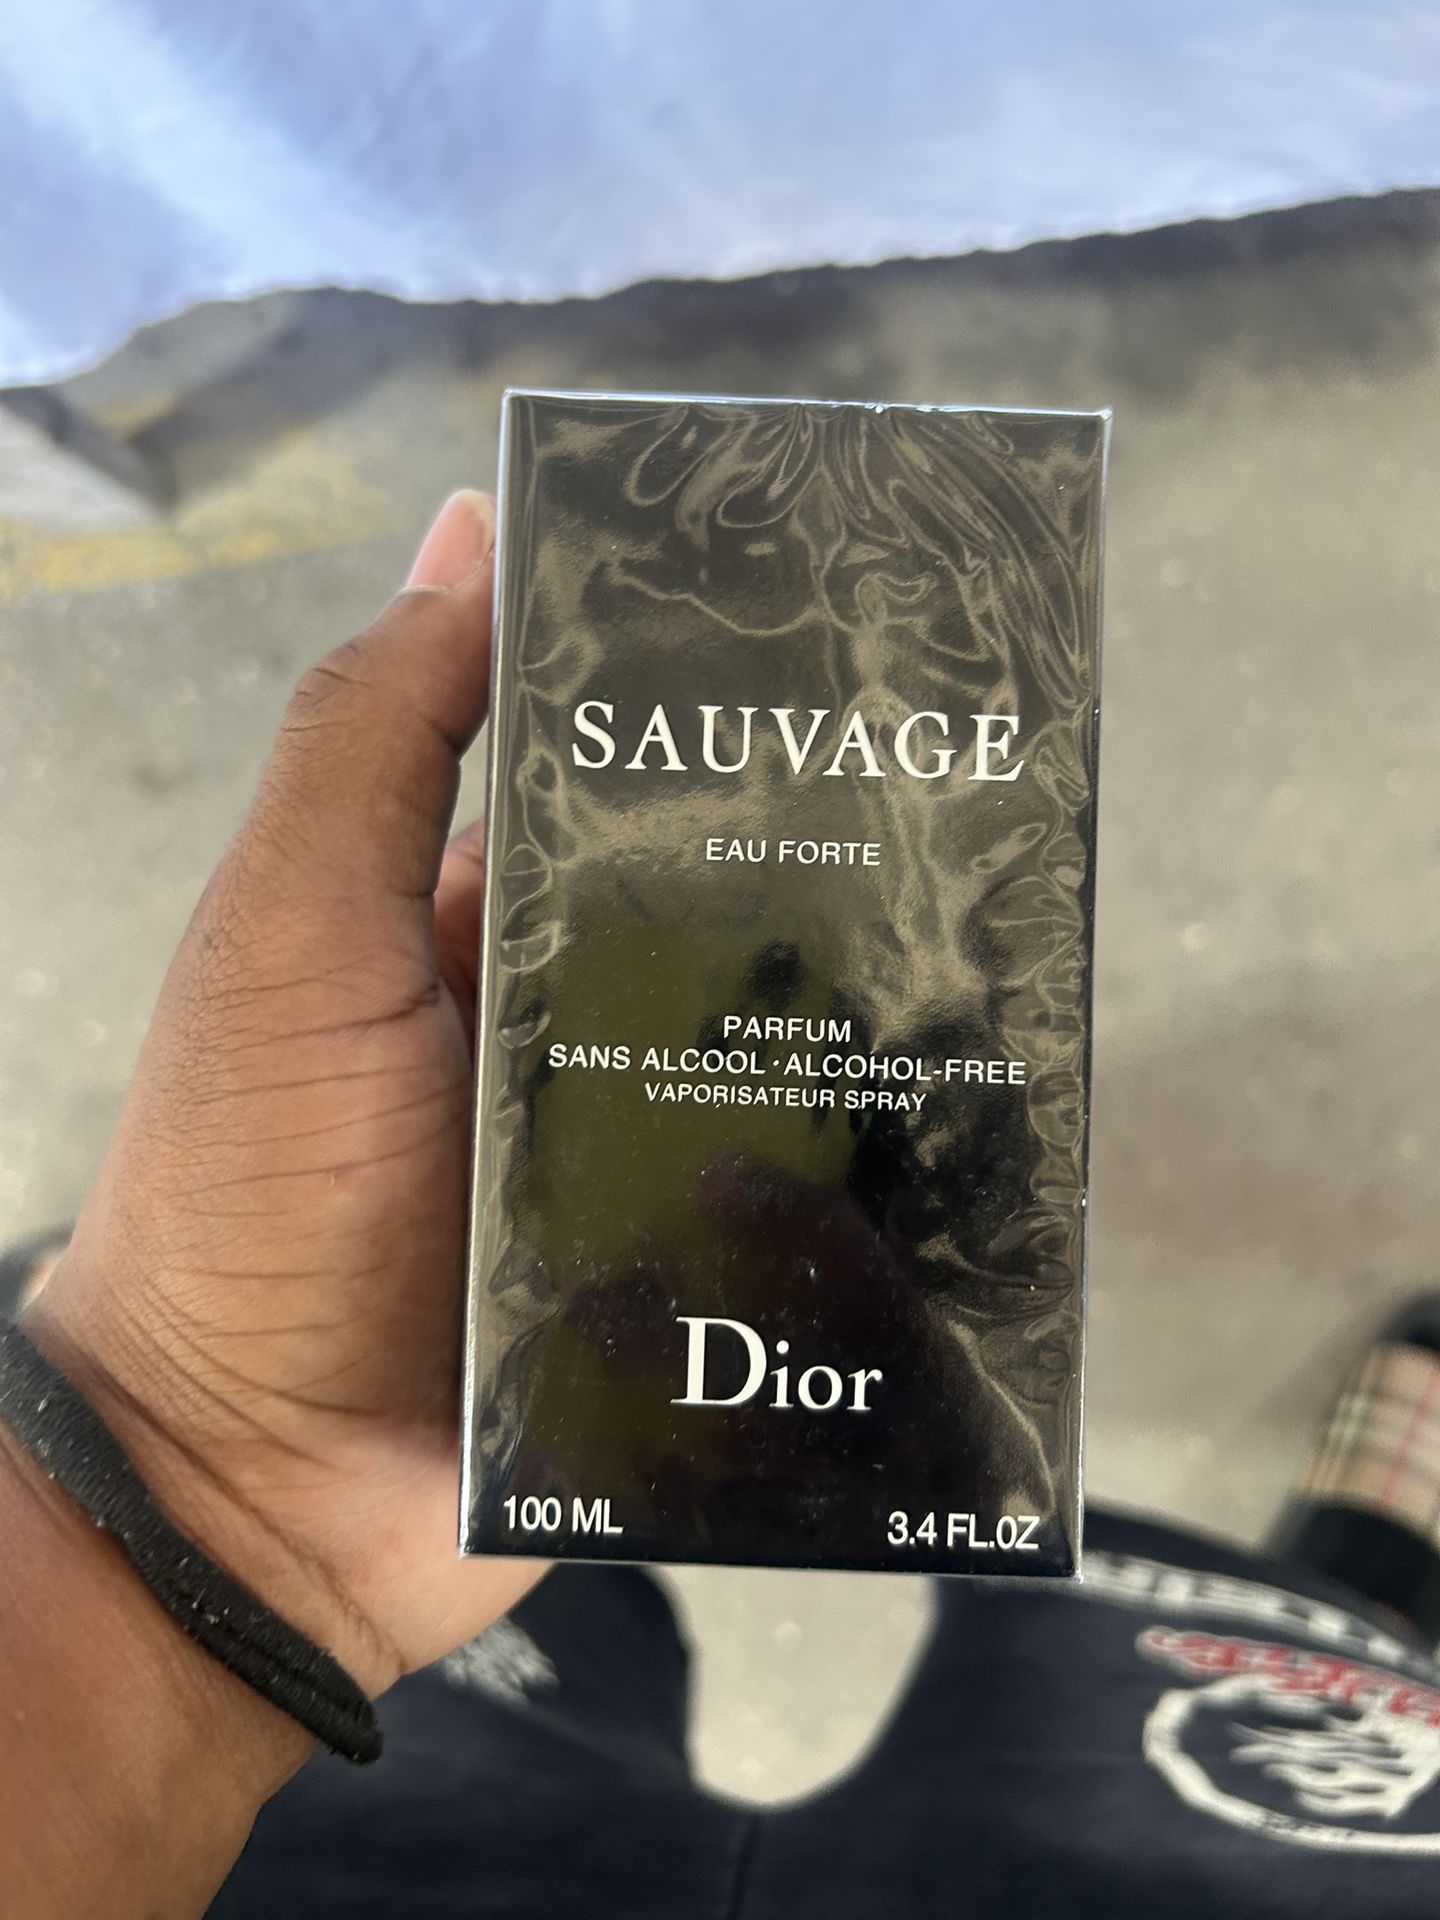 SAUVAGE
EAU FORTE
PARFUM
SANS ALCOOL · ALCOHOL-FREE
VAPORISATEUR SPRAY
Dior
100 ML
3.4 FL.OZ